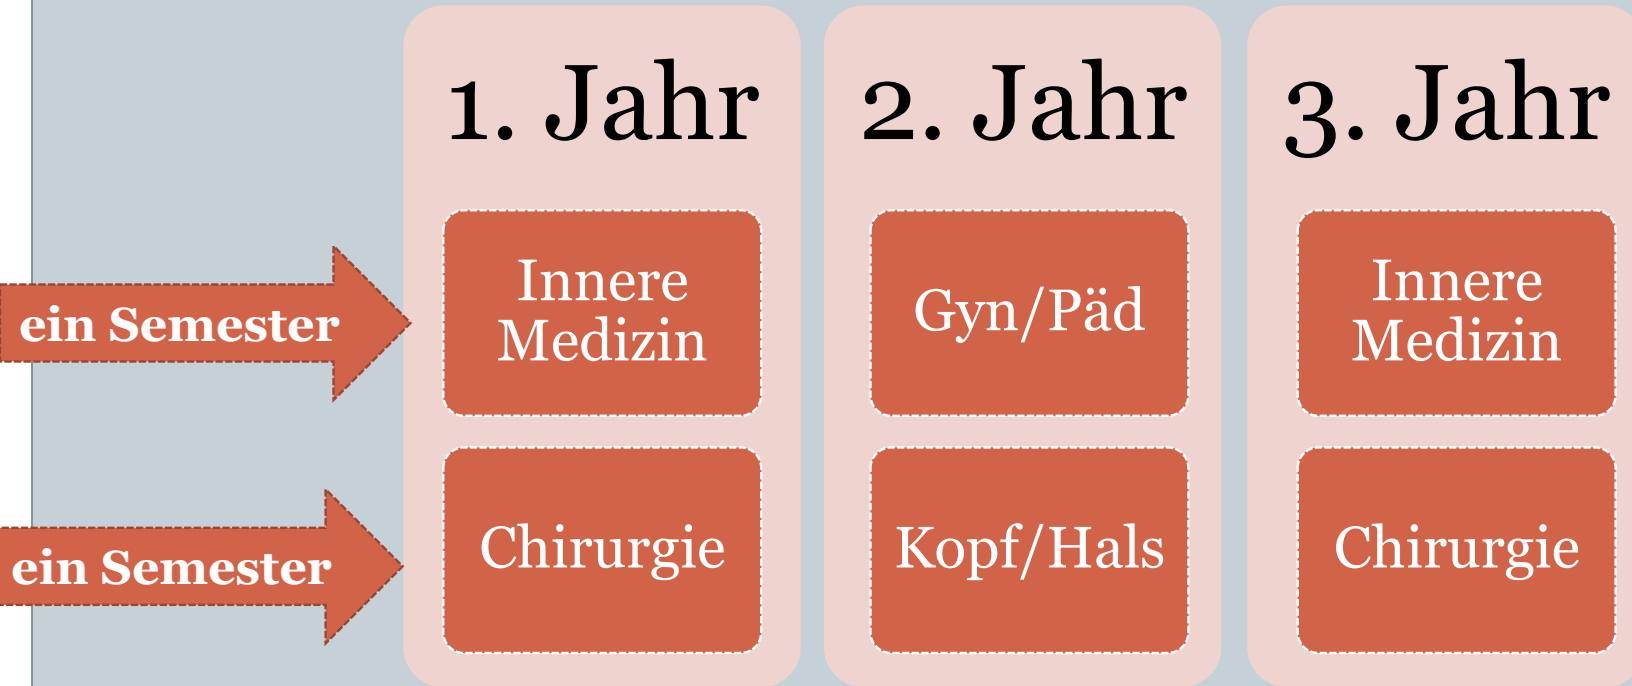 1. Jahr
2. Jahr
3. Jahr
ein Semester
Innere
Medizin
Gyn/Päd
Innere
Medizin
ein Semester
Chirurgie
Kopf/Hals
Chirurgie